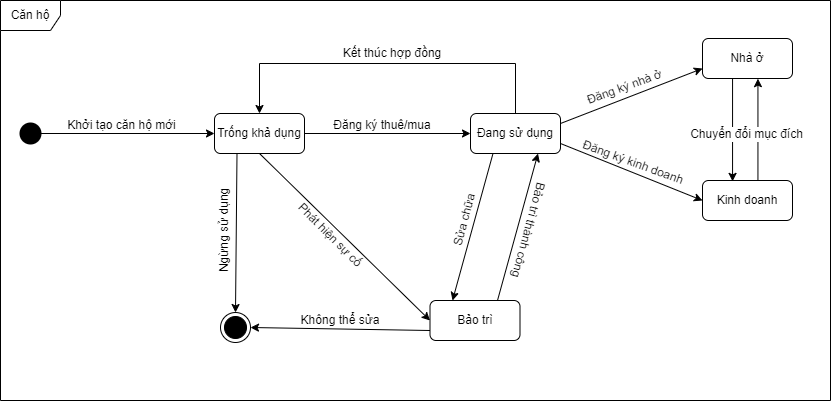 Căn hộ
Kết thúc hợp đồng
Nhà ở
Đăng ký nhà ở
Khởi tạo căn hộ mới
Trống khả dụng
Đăng ký thuê/mua
Đang sử dụng
Chuyển đổi mục đích
Đăng ký kinh doanh
Kinh doanh
Ngừng sử dụng
Phát hiện sự cố
Sửa chữa
Bảo trì thành công
Không thể sửa
Bảo trì